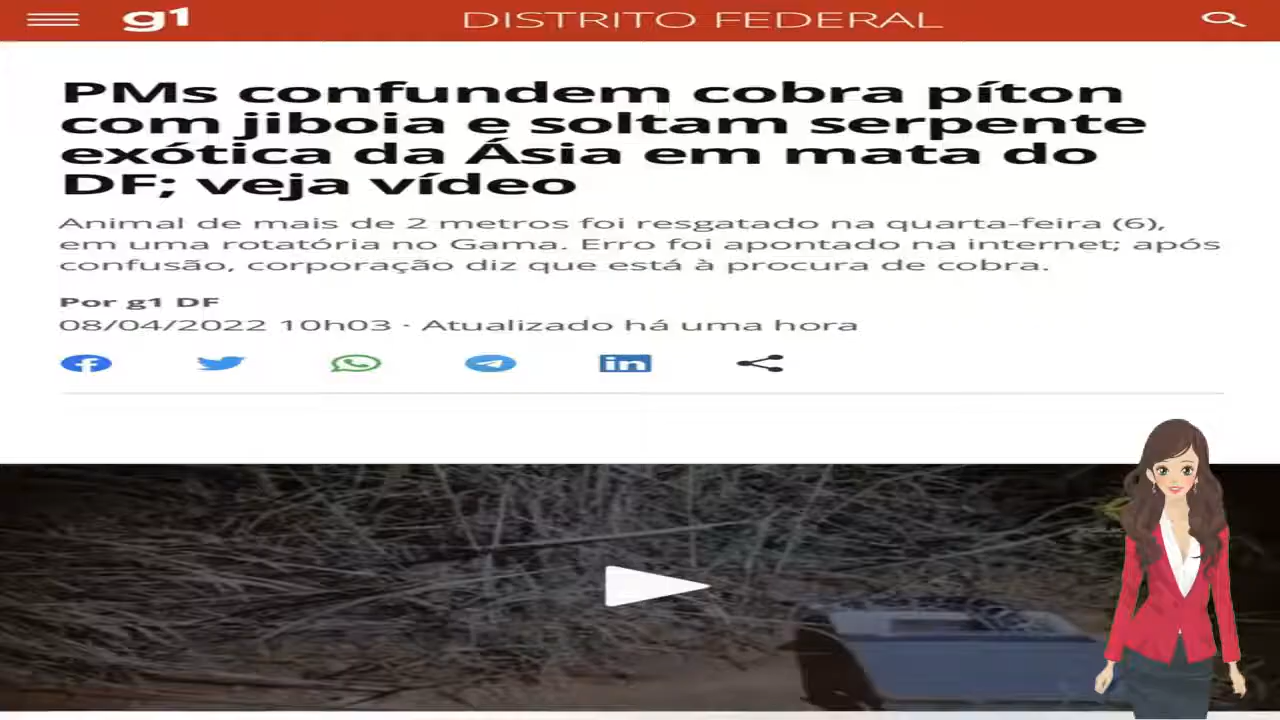 g1 DISTRITO FEDERAL
PMs confundem cobra píton
com jiboia e soltam serpente
exótica da Ásia em mata do
DF; veja vídeo
Animal de mais de 2 metros foi resgatado na quarta-feira (6),
em uma rotatória no Gama. Erro foi apontado na internet; após
confusão, corporação diz que está à procura de cobra.
Por g1 DF
08/04/2022 10h03 · Atualizado há uma hora
in